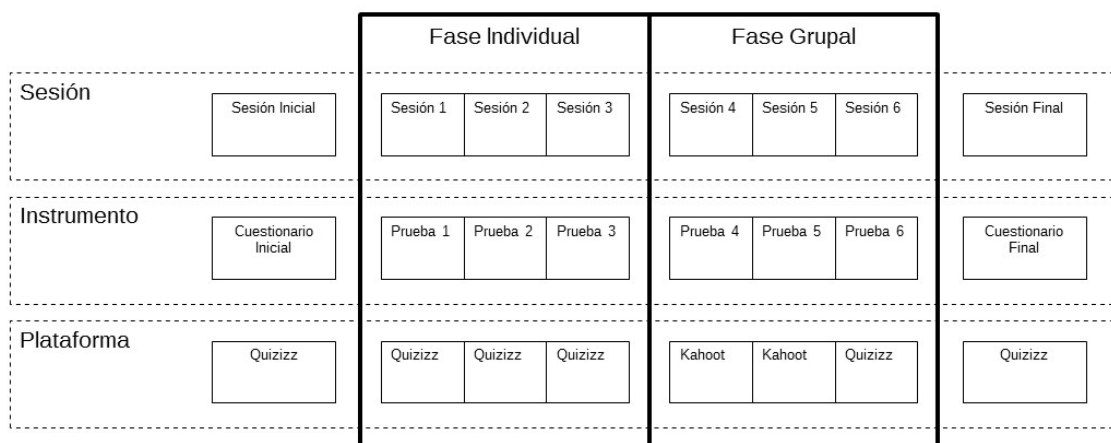 Fase Individual
Fase Grupal
Sesión
Sesión Inicial
Sesión 1
Sesión 2
Sesión 3
Sesión 4
Sesión 5
Sesión 6
Sesión Final
Instrumento
Cuestionario
Inicial
Prueba 1
Prueba 2
Prueba 3
Prueba 4
Prueba 5
Prueba 6
Cuestionario
Final
Plataforma
Quizizz
Quizizz
Quizizz
Quizizz
Kahoot
Kahoot
Quizizz
Quizizz